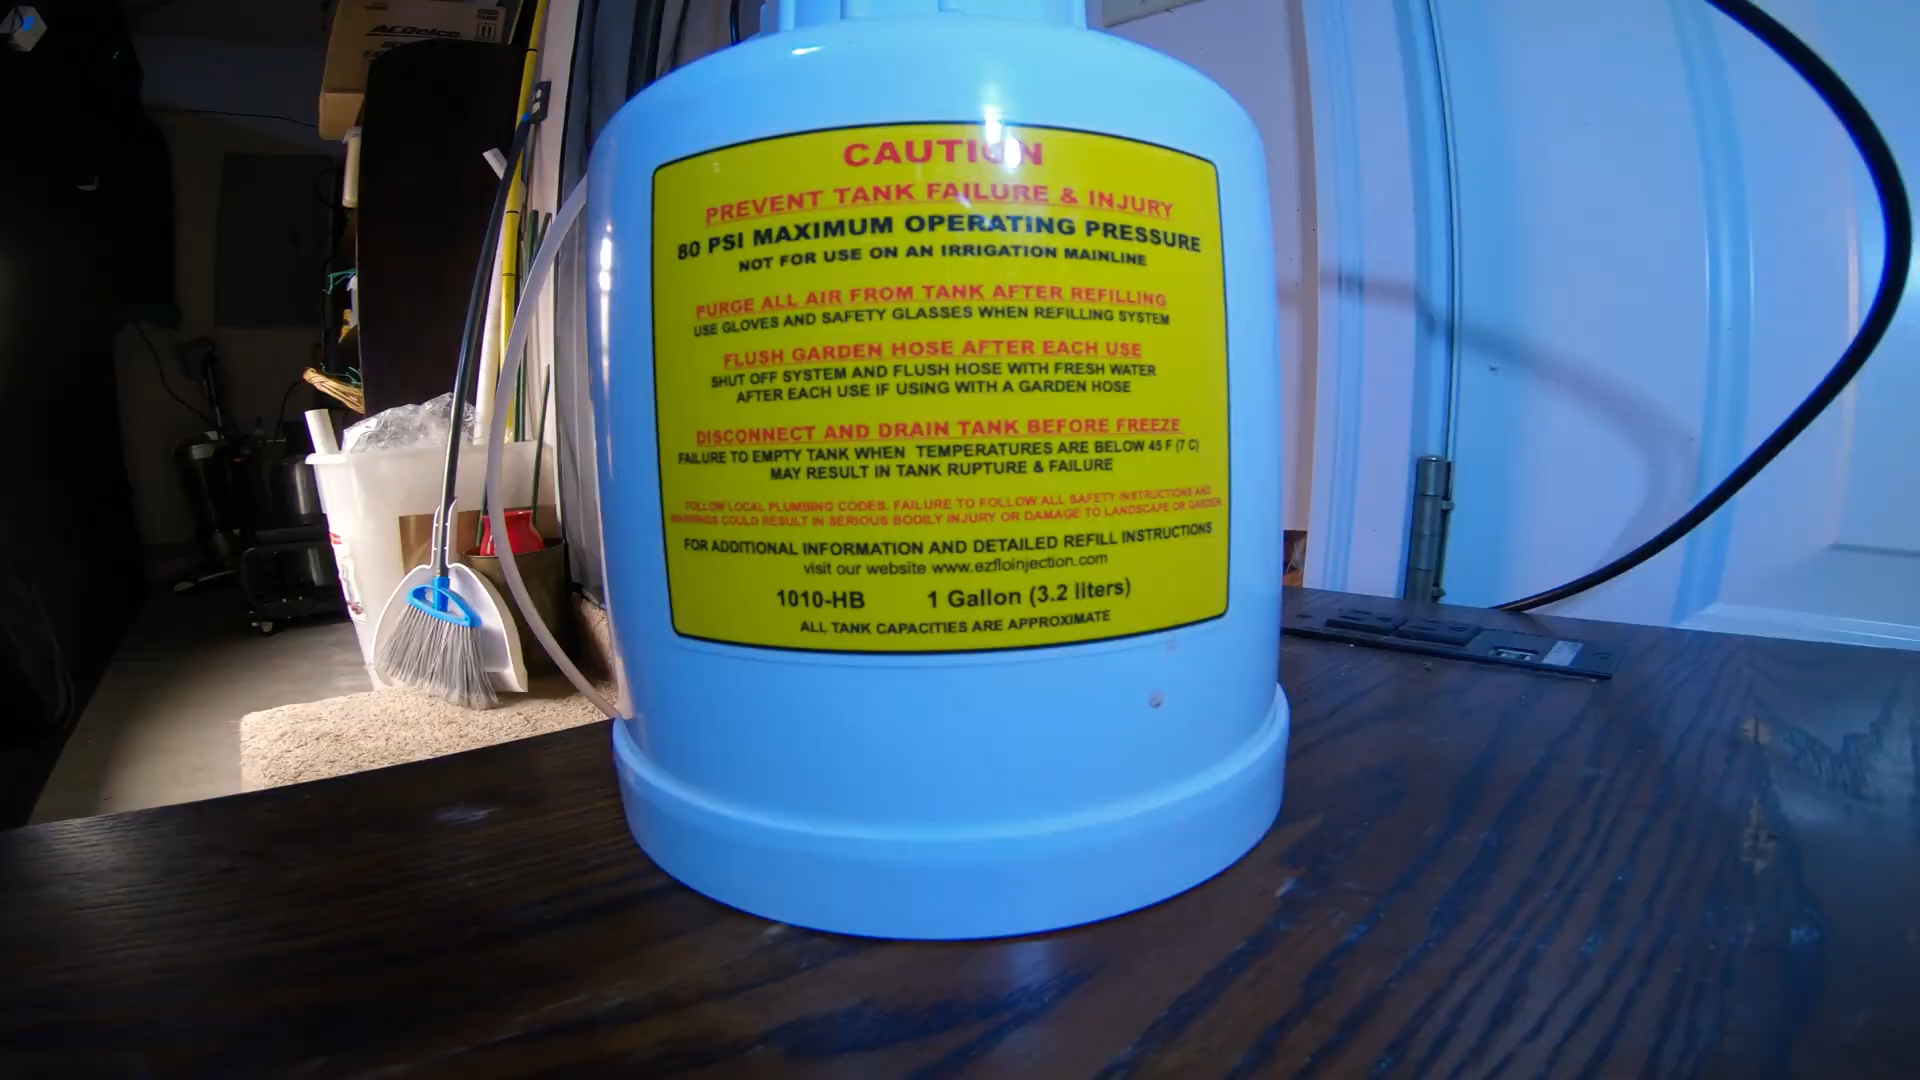 ACDelco
CAUTION
PREVENT TANK FAILURE & INJURY
80 PSI MAXIMUM OPERATING PRESSURE
NOT FOR USE ON AN IRRIGATION MAINLINE
PURGE ALL AIR FROM TANK AFTER REFILLING
USE GLOVES AND SAFETY GLASSES WHEN REFILLING SYSTEM
FLUSH GARDEN HOSE AFTER EACH USE
SHUT OFF SYSTEM AND FLUSH HOSE WITH FRESH WATER
AFTER EACH USE IF USING WITH A GARDEN HOSE
DISCONNECT AND DRAIN TANK BEFORE FREEZE
FAILURE TO EMPTY TANK WHEN TEMPERATURES ARE BELOW 45 F (7 C)
MAY RESULT IN TANK RUPTURE & FAILURE
FOLLOW LOCAL PLUMBING CODES. FAILURE TO FOLLOW ALL SAFETY INSTRUCTIONS AND
WARNINGS COULD RESULT IN SERIOUS BODILY INJURY OR DAMAGE TO LANDSCAPE OR GARDEN
FOR ADDITIONAL INFORMATION AND DETAILED REFILL INSTRUCTIONS
visit our website www.ezfloinjection.com
1010-HB 1 Gallon (3.2 liters)
ALL TANK CAPACITIES ARE APPROXIMATE